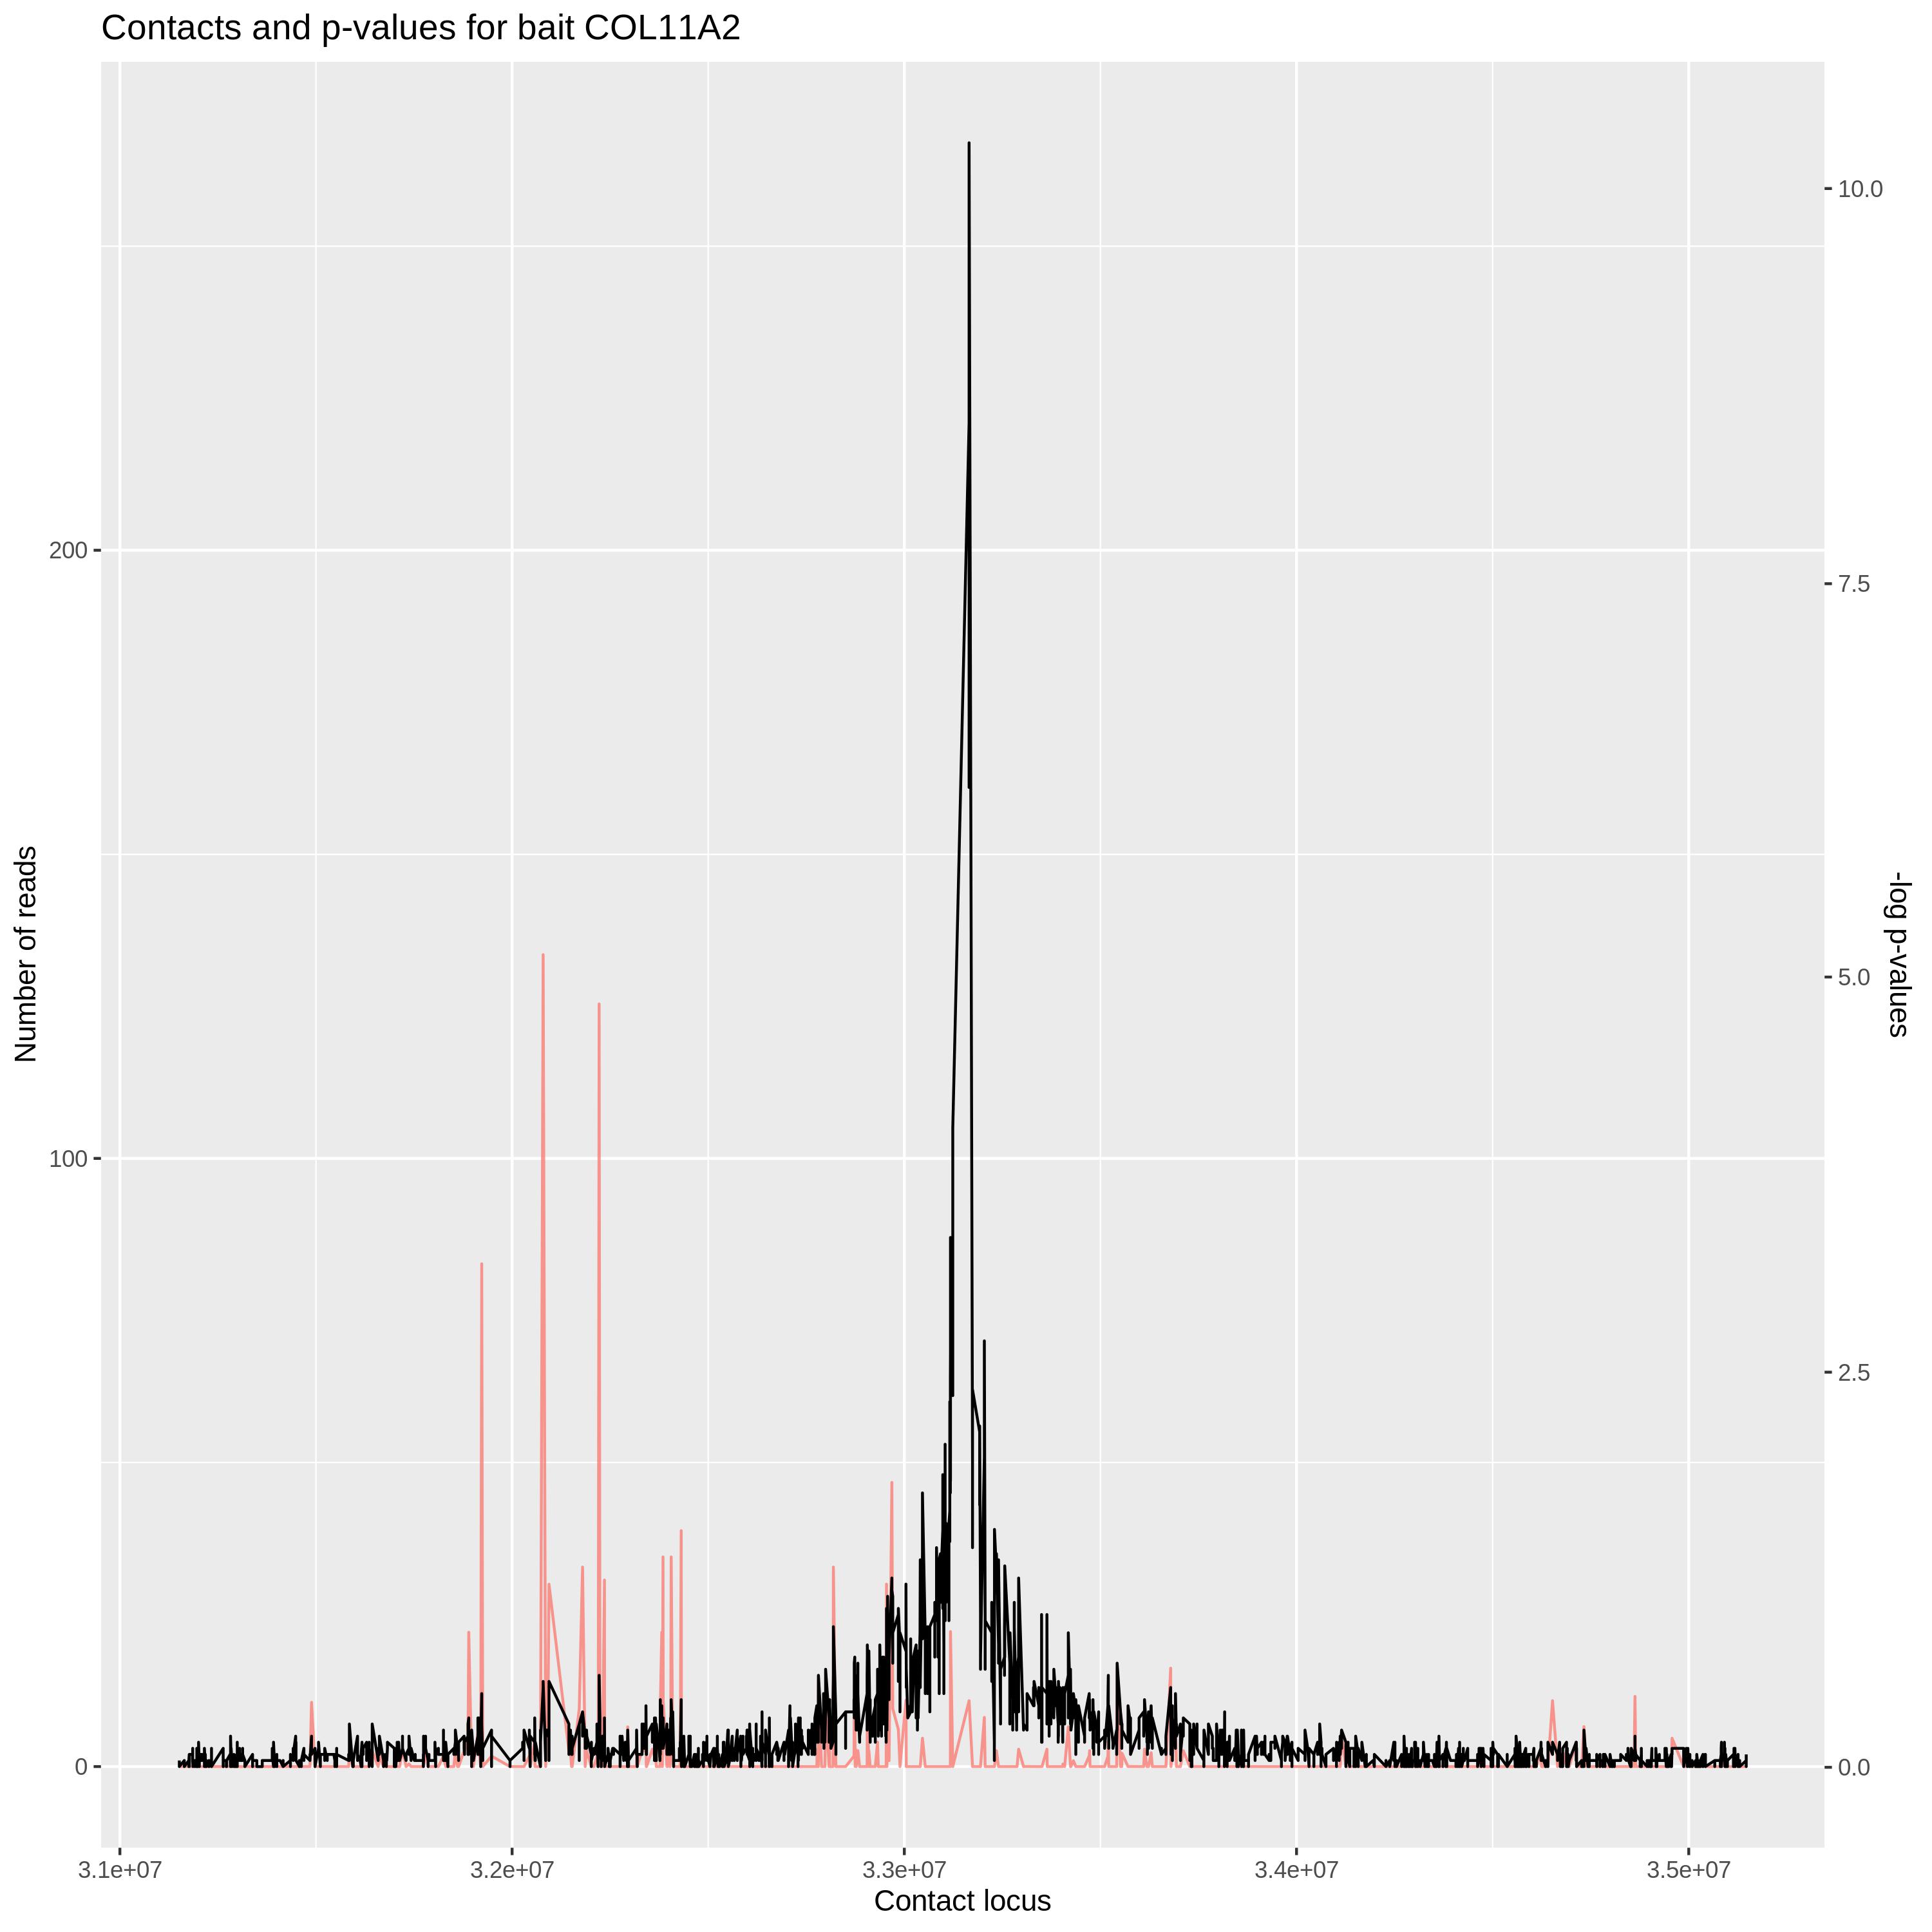 Contacts and p-values for bait COL11A2
Number of reads
200
100
0
10.0
7.5
5.0
2.5
0.0
-log p-values
3.1e+07
3.2e+07
3.3e+07
3.4e+07
3.5e+07
Contact locus